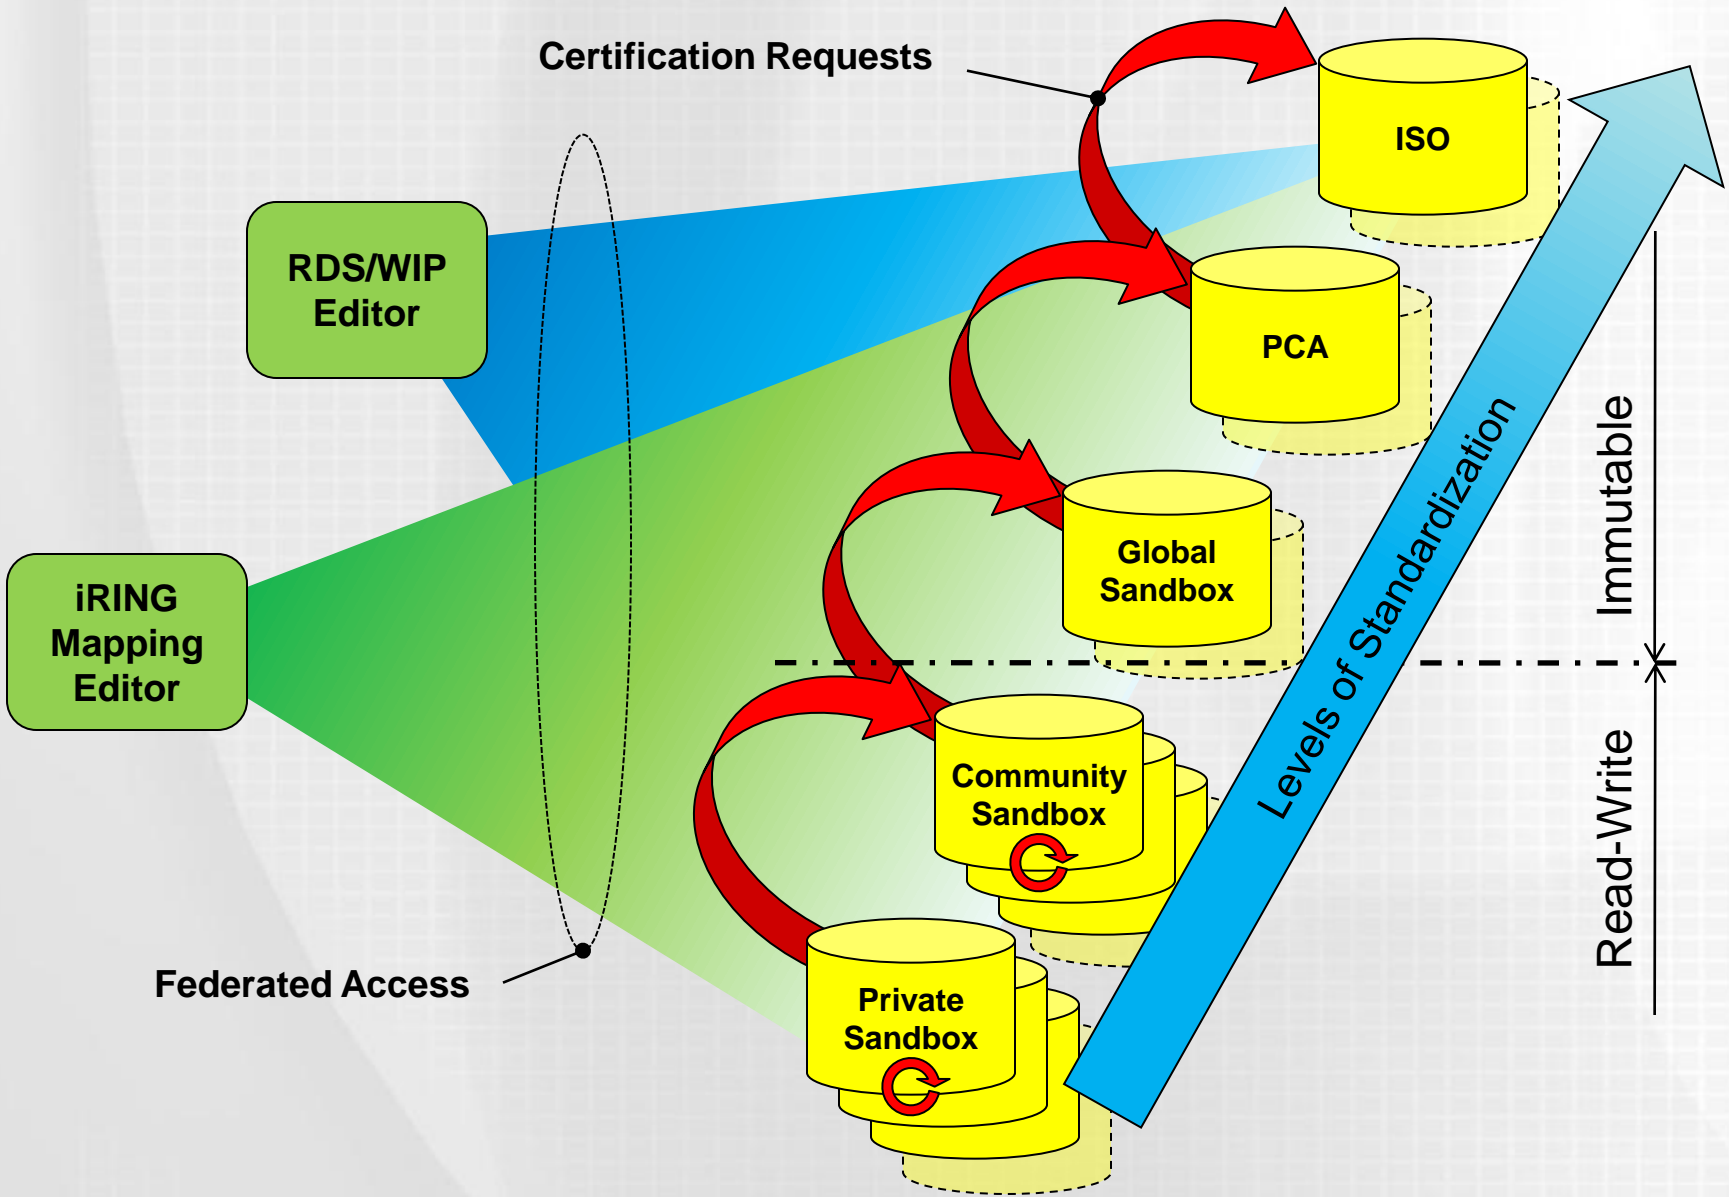 Certification Requests
ISO
RDS/WIP
Editor
PCA
Immutable
Levels of Standardization
Global
Sandbox
iRING
Mapping
Editor
Community
Sandbox
Read-Write
Federated Access
Private
Sandbox